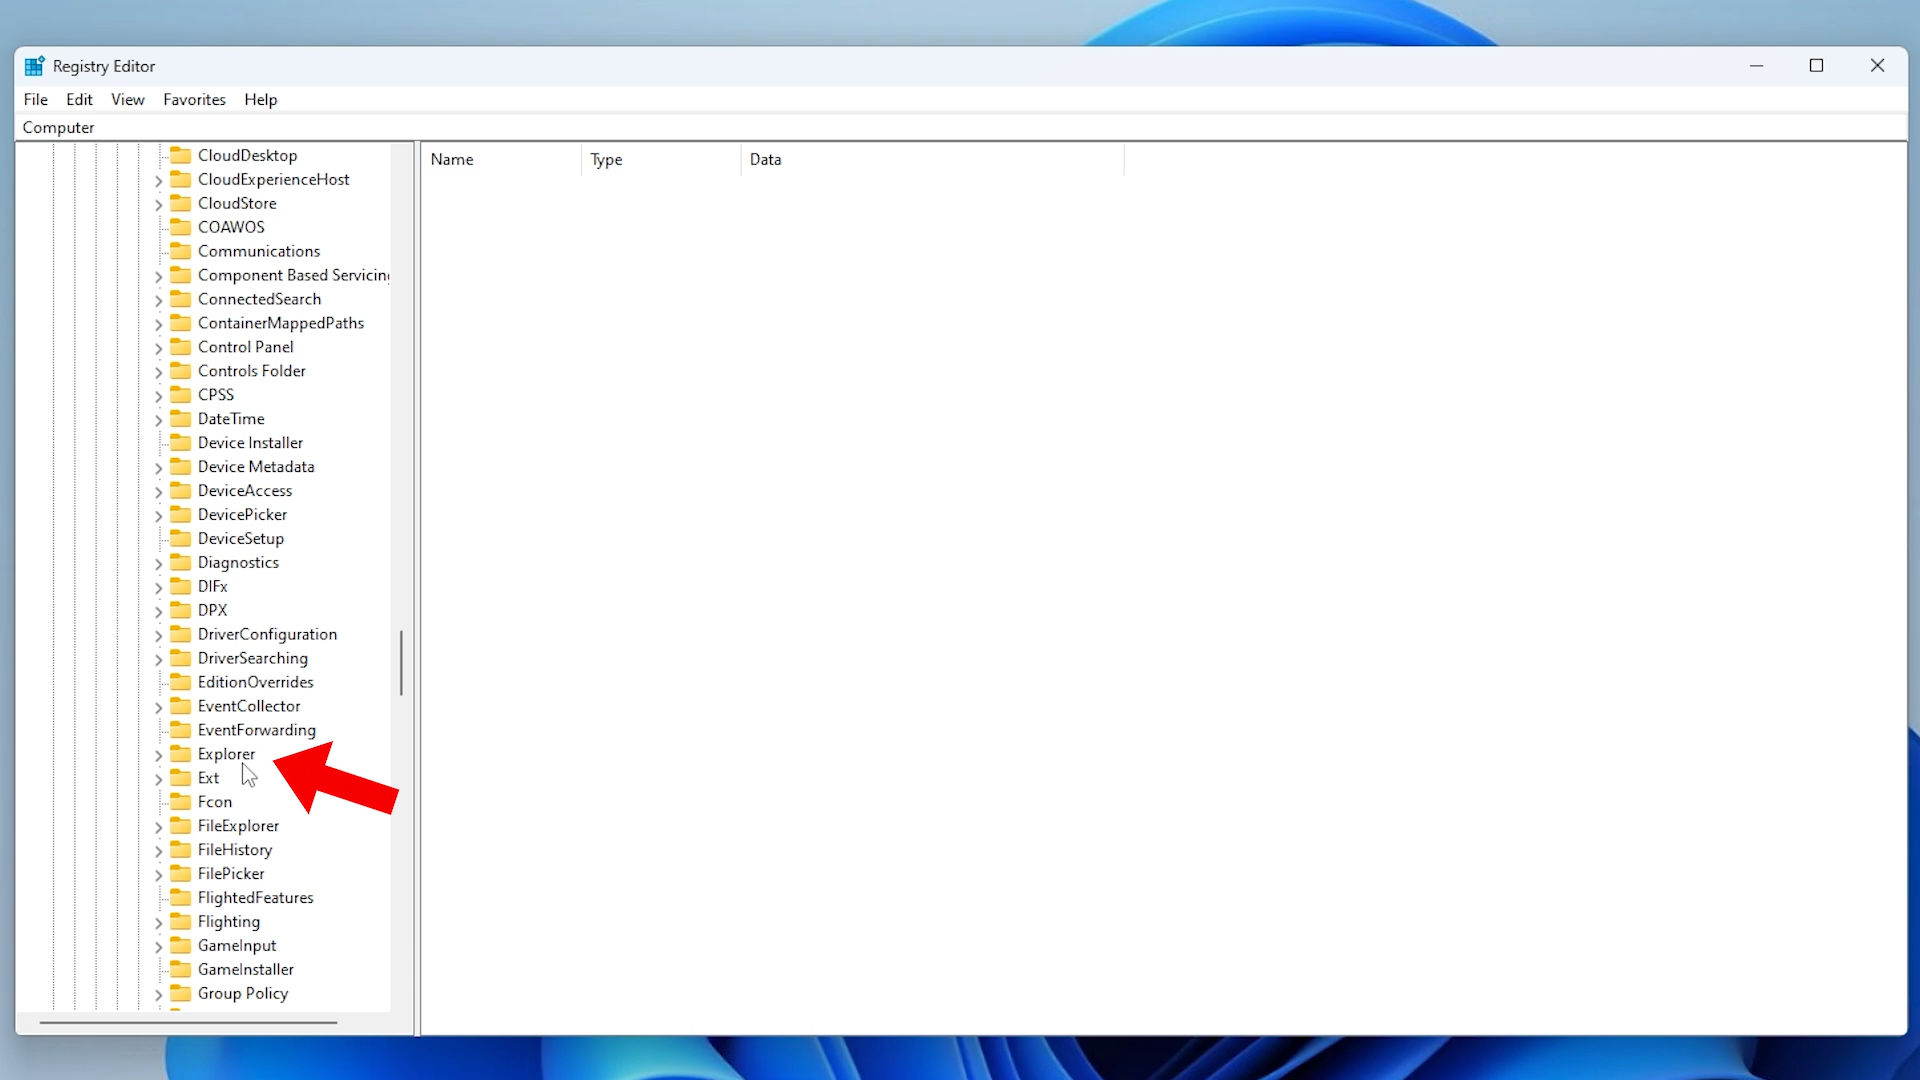 Registry Editor
File Edit View Favorites Help
Computer
Name Type Data
CloudDesktop
CloudExperienceHost
CloudStore
COAWOS
Communications
Component Based Servicin
ConnectedSearch
ContainerMappedPaths
Control Panel
Controls Folder
CPSS
DateTime
Device Installer
Device Metadata
DeviceAccess
DevicePicker
DeviceSetup
Diagnostics
DIFx
DPX
DriverConfiguration
DriverSearching
EditionOverrides
EventCollector
EventForwarding
Explorer
Ext
Fcon
FileExplorer
FileHistory
FilePicker
FlightedFeatures
Flighting
GameInput
GameInstaller
Group Policy